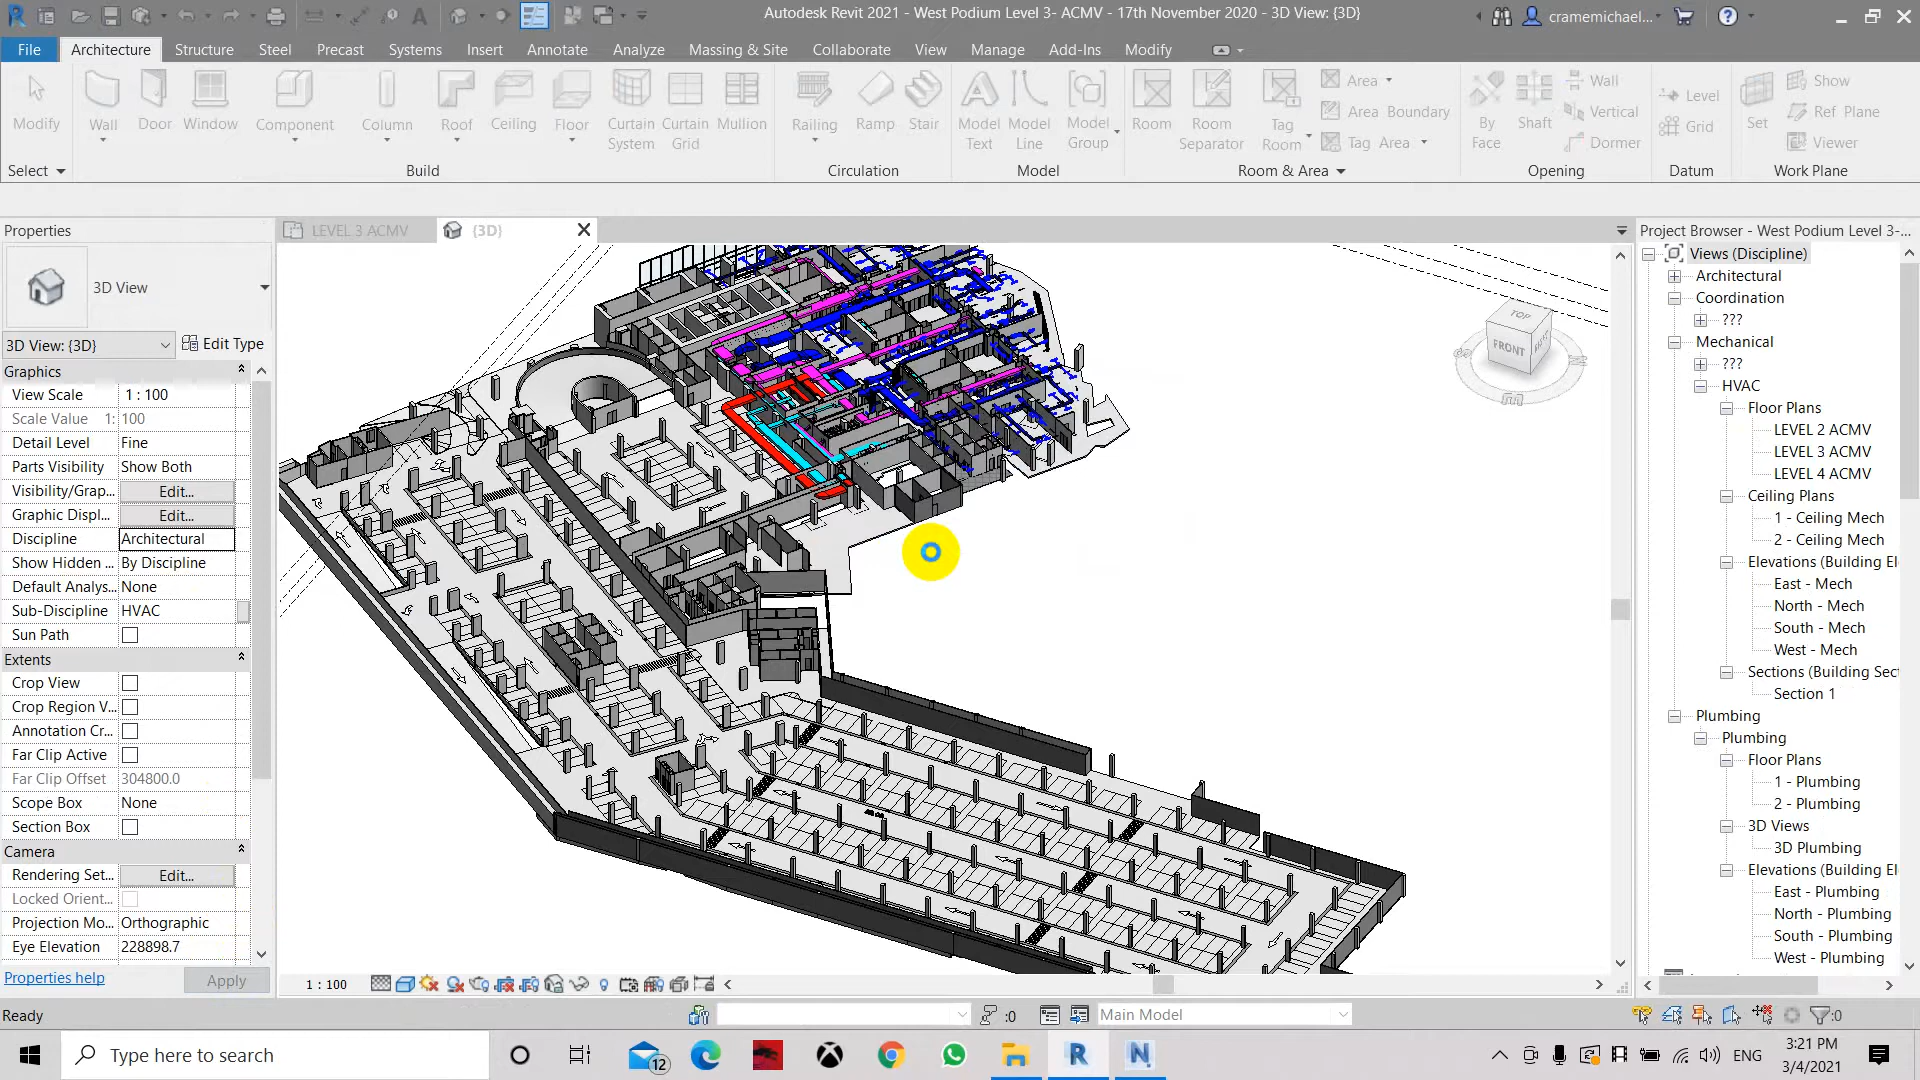 Autodesk Revit 2021 - West Podium Level 3- ACMV - 17th November 2020 - 3D View: {3D}
cramemichael...
File Architecture Structure Steel Precast Systems Insert Annotate Analyze Massing & Site Collaborate View Manage Add-Ins Modify
Modify
Wall
Door
Window
Component
Column
Roof
Ceiling
Floor
Curtain System
Curtain Grid
Mullion
Railing
Ramp
Stair
Model Text
Model Line
Model Group
Room
Room Separator
Tag Room
Area
Area Boundary
Tag Area
By Face
Shaft
Wall
Vertical
Dormer
Level
Grid
Set
Show
Ref Plane
Viewer
Select
Build
Circulation
Model
Room & Area
Opening
Datum
Work Plane
Properties
3D View
3D View: {3D}
Edit Type
Graphics
View Scale 1 : 100
Scale Value 1: 100
Detail Level Fine
Parts Visibility Show Both
Visibility/Grap... Edit...
Graphic Displ... Edit...
Discipline Architectural
Show Hidden ... By Discipline
Default Analys... None
Sub-Discipline HVAC
Sun Path
Extents
Crop View
Crop Region V...
Annotation Cr...
Far Clip Active
Far Clip Offset 304800.0
Scope Box None
Section Box
Camera
Rendering Set... Edit...
Locked Orient...
Projection Mo... Orthographic
Eye Elevation 228898.7
Properties help
Apply
LEVEL 3 ACMV
{3D}
TOP
FRONT
1 : 100
Project Browser - West Podium Level 3-...
Views (Discipline)
Architectural
Coordination
???
Mechanical
???
HVAC
Floor Plans
LEVEL 2 ACMV
LEVEL 3 ACMV
LEVEL 4 ACMV
Ceiling Plans
1 - Ceiling Mech
2 - Ceiling Mech
Elevations (Building El
East - Mech
North - Mech
South - Mech
West - Mech
Sections (Building Sec
Section 1
Plumbing
Plumbing
Floor Plans
1 - Plumbing
2 - Plumbing
3D Views
3D Plumbing
Elevations (Building El
East - Plumbing
North - Plumbing
South - Plumbing
West - Plumbing
Ready
:0
Main Model
:0
Type here to search
12
ENG
3:21 PM
3/4/2021